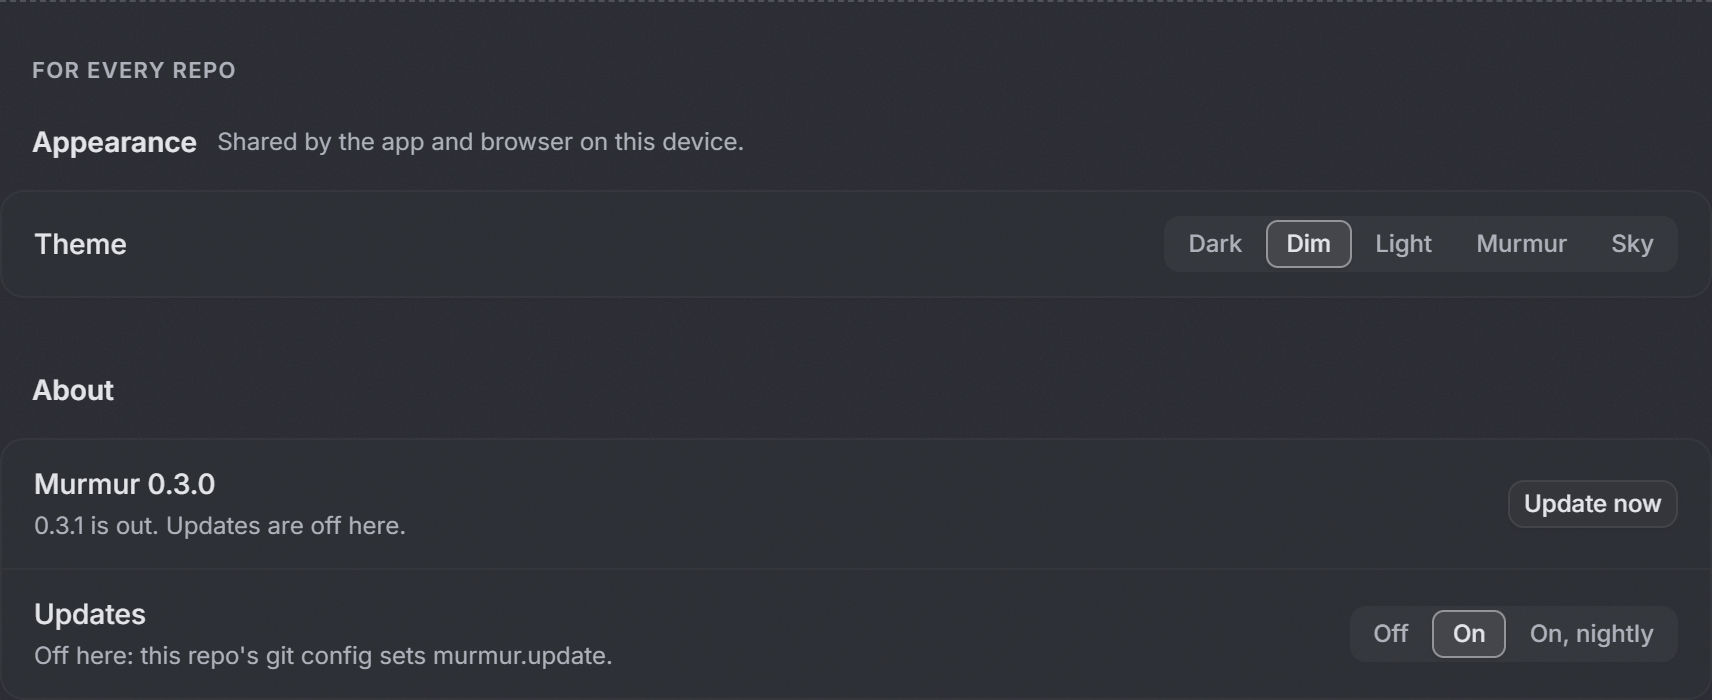 FOR EVERY REPO
Appearance Shared by the app and browser on this device.
Theme Dark Dim Light Murmur Sky
About
Murmur 0.3.0
0.3.1 is out. Updates are off here.
Update now
Updates
Off here: this repo's git config sets murmur.update.
Off On On, nightly